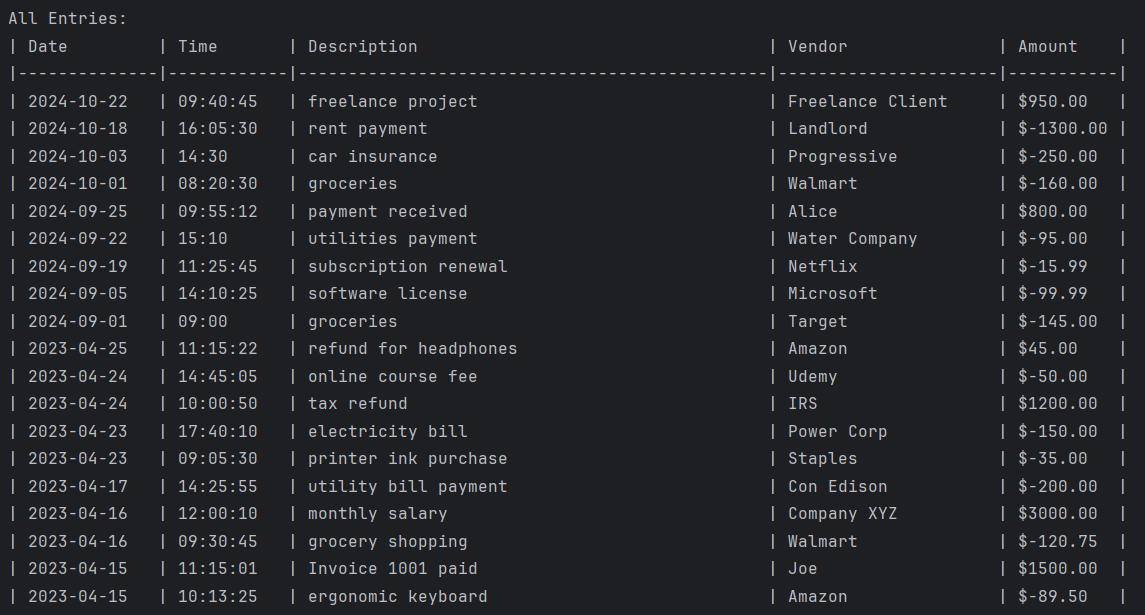 All Entries:
| Date         | Time       | Description                                   | Vendor               | Amount    |
|--------------|------------|-----------------------------------------------|----------------------|-----------|
| 2024-10-22   | 09:40:45   | freelance project                             | Freelance Client     | $950.00   |
| 2024-10-18   | 16:05:30   | rent payment                                  | Landlord             | $-1300.00 |
| 2024-10-03   | 14:30      | car insurance                                 | Progressive          | $-250.00  |
| 2024-10-01   | 08:20:30   | groceries                                     | Walmart              | $-160.00  |
| 2024-09-25   | 09:55:12   | payment received                              | Alice                | $800.00   |
| 2024-09-22   | 15:10      | utilities payment                             | Water Company        | $-95.00   |
| 2024-09-19   | 11:25:45   | subscription renewal                          | Netflix              | $-15.99   |
| 2024-09-05   | 14:10:25   | software license                              | Microsoft            | $-99.99   |
| 2024-09-01   | 09:00      | groceries                                     | Target               | $-145.00  |
| 2023-04-25   | 11:15:22   | refund for headphones                         | Amazon               | $45.00    |
| 2023-04-24   | 14:45:05   | online course fee                             | Udemy                | $-50.00   |
| 2023-04-24   | 10:00:50   | tax refund                                    | IRS                  | $1200.00  |
| 2023-04-23   | 17:40:10   | electricity bill                              | Power Corp           | $-150.00  |
| 2023-04-23   | 09:05:30   | printer ink purchase                          | Staples              | $-35.00   |
| 2023-04-17   | 14:25:55   | utility bill payment                          | Con Edison           | $-200.00  |
| 2023-04-16   | 12:00:10   | monthly salary                                | Company XYZ          | $3000.00  |
| 2023-04-16   | 09:30:45   | grocery shopping                              | Walmart              | $-120.75  |
| 2023-04-15   | 11:15:01   | Invoice 1001 paid                             | Joe                  | $1500.00  |
| 2023-04-15   | 10:13:25   | ergonomic keyboard                            | Amazon               | $-89.50   |